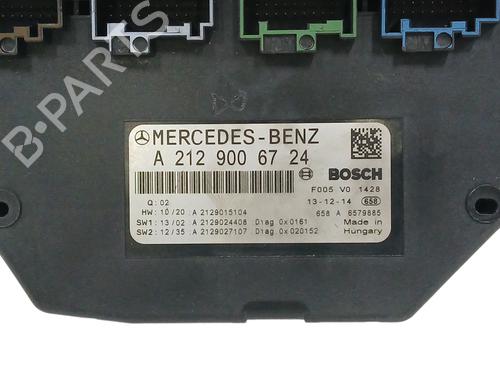 B-PARTS
MERCEDES-BENZ
A 212 900 67 24
BOSCH
F005 V0 1428
Q: 02
13-12-14 658
HW: 10/20 A 2129015104
658 A 6579885
SW1: 13/02 A 2129024408 Diag.0x0161
Made in
SW2: 12/35 A 2129027107 Diag.0x020152
Hungary